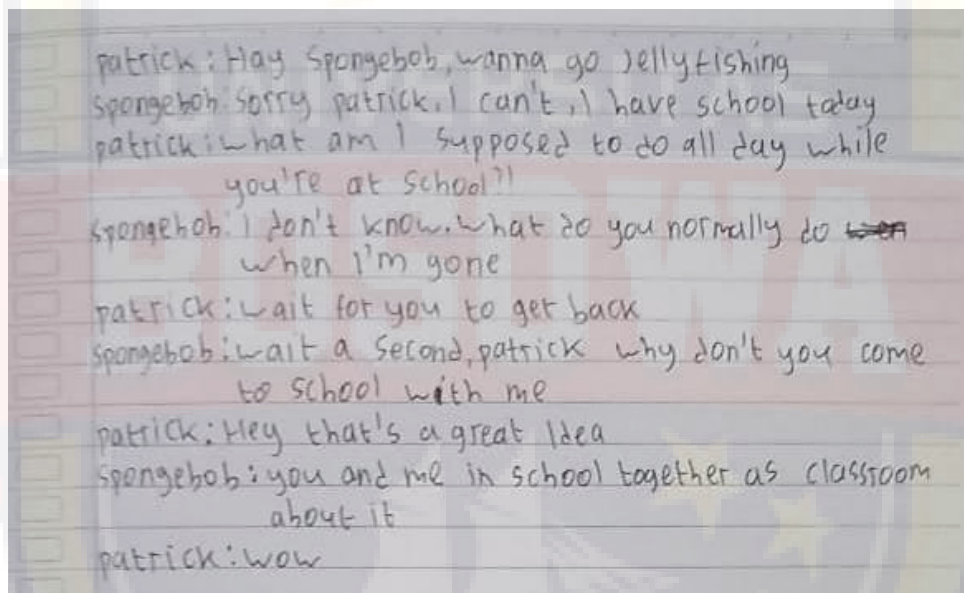 patrick: Hay Spongebob, wanna go Jellyfishing
spongebob: Sorry patrick, I can't, I have school today
patrick: what am I supposed to do all day while
you're at school?!
spongebob: I don't know. what do you normally do
when I'm gone
patrick: wait for you to get back
spongebob: wait a second, patrick why don't you come
to school with me
patrick: Hey that's a great Idea
spongebob: you and me in school together as classroom
about it
patrick: wow
BOSOWA